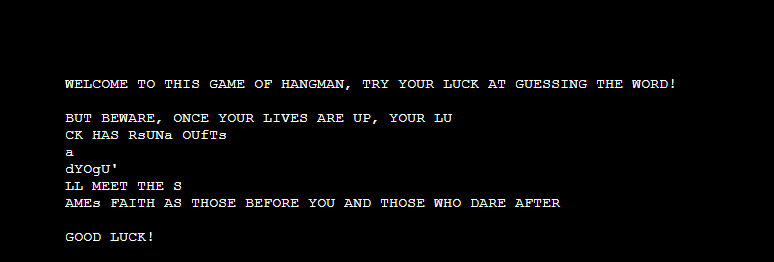 WELCOME TO THIS GAME OF HANGMAN, TRY YOUR LUCK AT GUESSING THE WORD!
BUT BEWARE, ONCE YOUR LIVES ARE UP, YOUR LU
CK HAS RsUNa OUfTs
a
dYOgU'
LL MEET THE S
AMEs FAITH AS THOSE BEFORE YOU AND THOSE WHO DARE AFTER
GOOD LUCK!